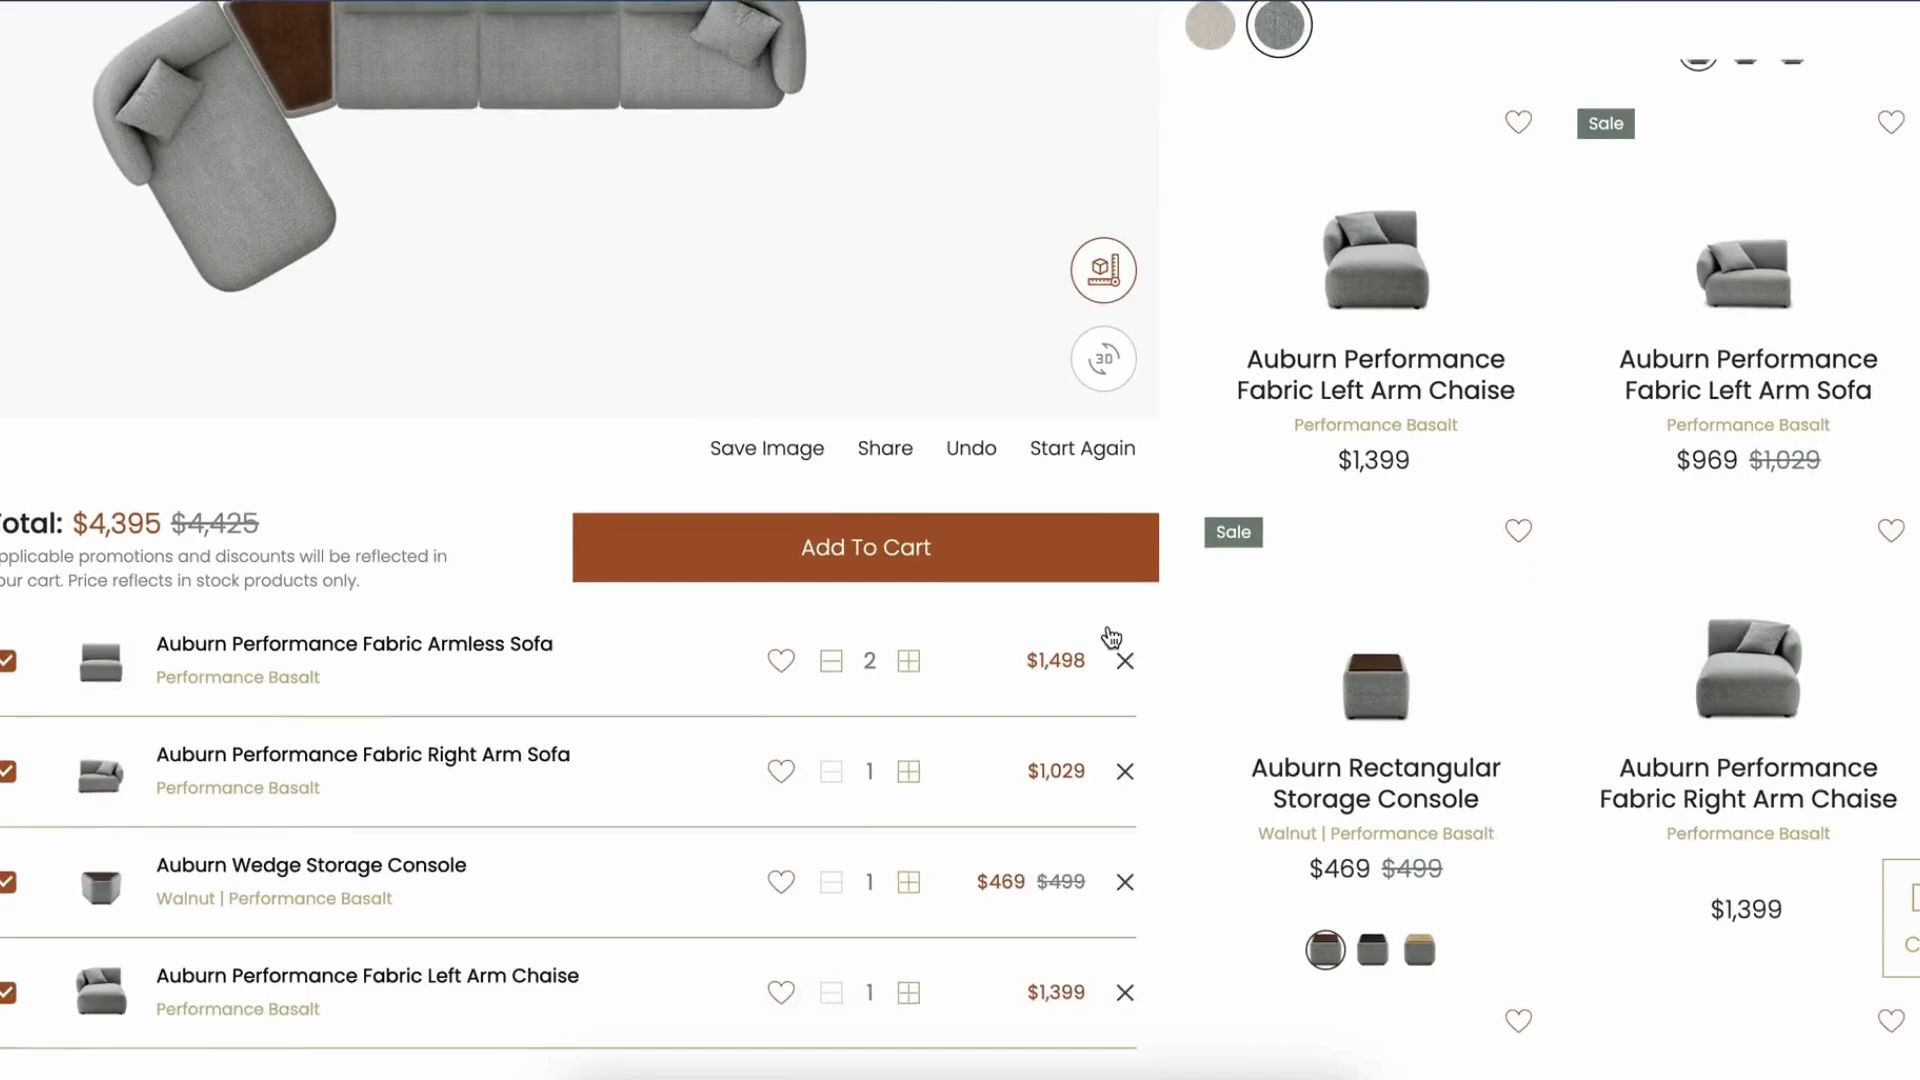 Sale
3D
Auburn Performance
Fabric Left Arm Chaise
Performance Basalt
$1,399
Auburn Performance
Fabric Left Arm Sofa
Performance Basalt
$969 $1,029
Save Image Share Undo Start Again
otal: $4,395 $4,425
pplicable promotions and discounts will be reflected in
our cart. Price reflects in stock products only.
Add To Cart
Auburn Performance Fabric Armless Sofa
Performance Basalt
2 $1,498
Auburn Performance Fabric Right Arm Sofa
Performance Basalt
1 $1,029
Auburn Wedge Storage Console
Walnut | Performance Basalt
1 $469 $499
Auburn Performance Fabric Left Arm Chaise
Performance Basalt
1 $1,399
Sale
Auburn Rectangular
Storage Console
Walnut | Performance Basalt
$469 $499
Auburn Performance
Fabric Right Arm Chaise
Performance Basalt
$1,399